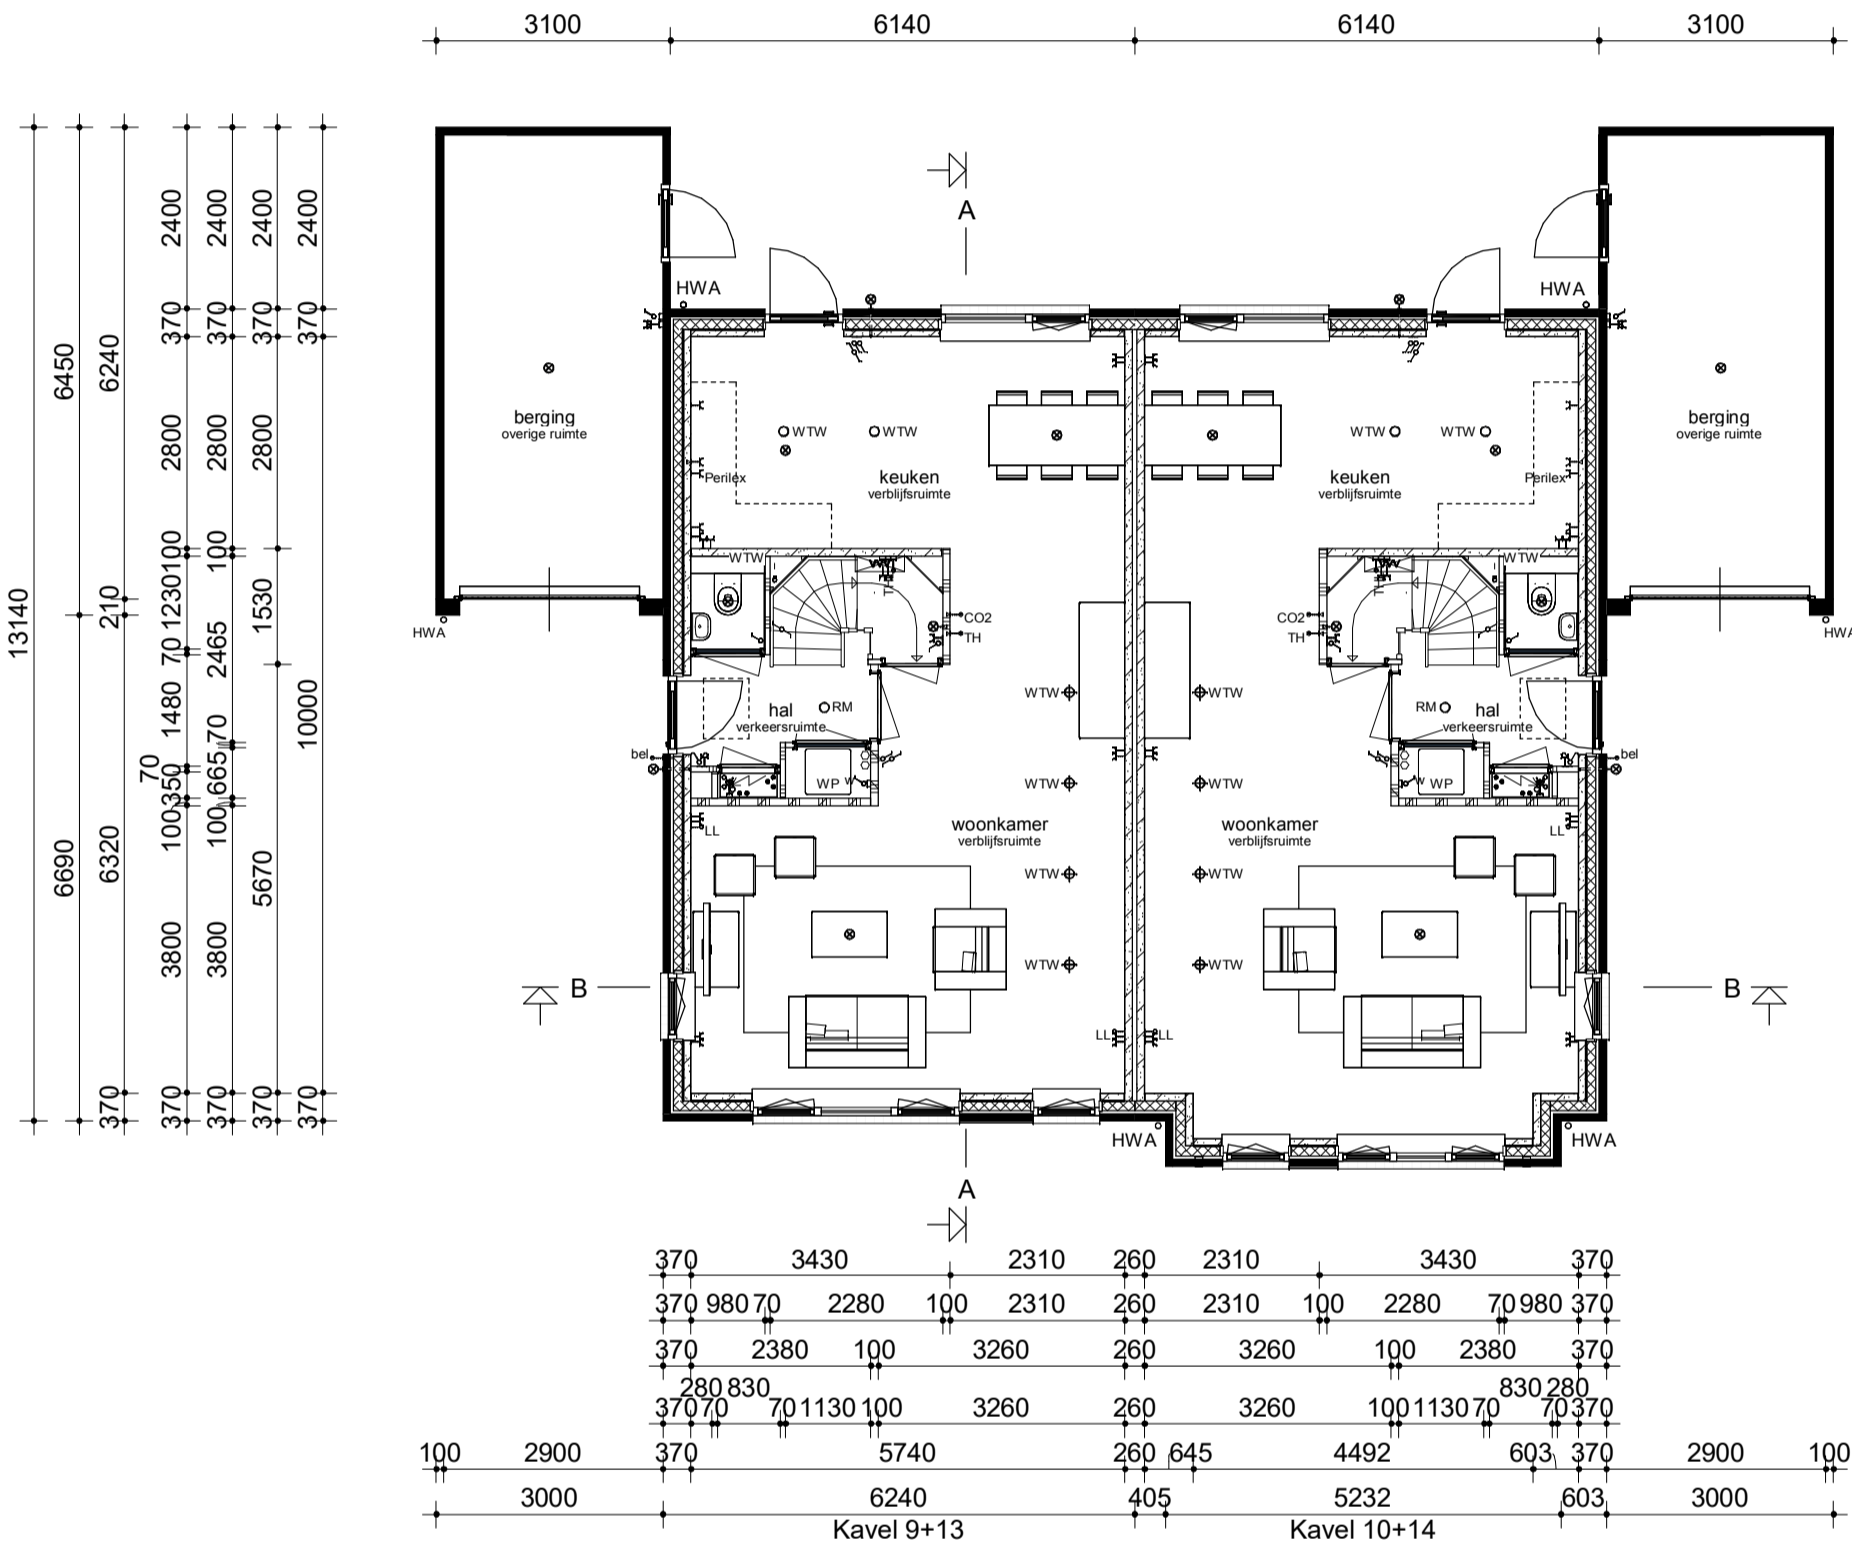 3100 6140 6140 3100
13140
6450 6690
6240 210 6320 370
2400 370 2800 100 1230 70 1480 70 350 100 3800 370
2400 370 2800 100 2465 70 665 100 3800 370
2400 370 2800 1530 5670 370
2400 370 10000 370
A
HWA HWA
berging
overige ruimte
berging
overige ruimte
WTW WTW WTW WTW
Perilex keuken
verblijfsruimte
keuken
verblijfsruimte
Perilex
WTW WTW
HWA CO2 CO2 HWA
TH TH
WTW WTW
hal
verkeersruimte
RM RM hal
verkeersruimte
bel bel
WP WTW WTW WP
LL woonkamer
verblijfsruimte
woonkamer
verblijfsruimte
LL
WTW WTW
WTW WTW
B B
LL LL
HWA HWA
A
370 3430 2310 260 2310 3430 370
370 980 70 2280 100 2310 260 2310 100 2280 70 980 370
370 2380 100 3260 260 3260 100 2380 370
280 830 830 280
370 70 70 1130 100 3260 260 3260 100 1130 70 70 370
100 2900 370 5740 260 645 4492 603 370 2900 100
3000 6240 405 5232 603 3000
Kavel 9+13 Kavel 10+14